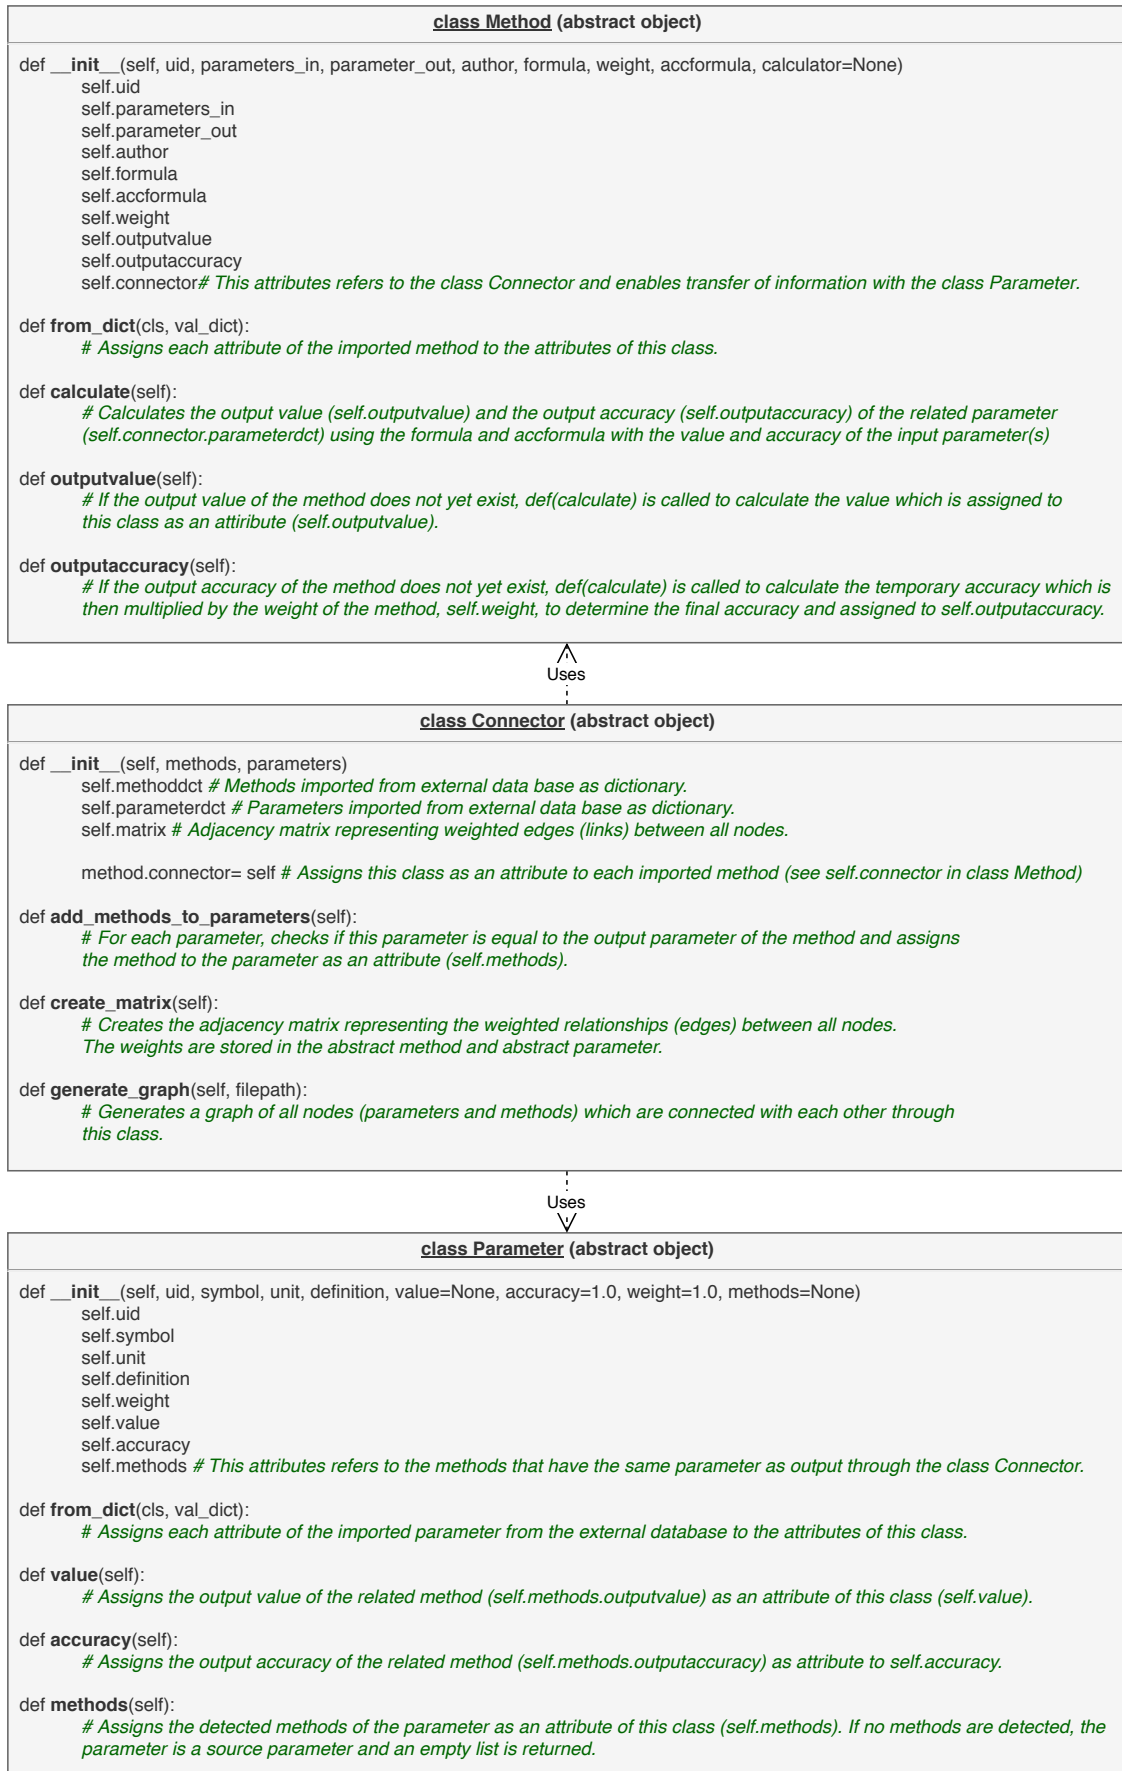 class Method (abstract object)
def __init__(self, uid, parameters_in, parameter_out, author, formula, weight, accformula, calculator=None)
self.uid
self.parameters_in
self.parameter_out
self.author
self.formula
self.accformula
self.weight
self.outputvalue
self.outputaccuracy
self.connector# This attributes refers to the class Connector and enables transfer of information with the class Parameter.
def from_dict(cls, val_dict):
# Assigns each attribute of the imported method to the attributes of this class.
def calculate(self):
# Calculates the output value (self.outputvalue) and the output accuracy (self.outputaccuracy) of the related parameter
(self.connector.parameterdct) using the formula and accformula with the value and accuracy of the input parameter(s)
def outputvalue(self):
# If the output value of the method does not yet exist, def(calculate) is called to calculate the value which is assigned to
this class as an attiribute (self.outputvalue).
def outputaccuracy(self):
# If the output accuracy of the method does not yet exist, def(calculate) is called to calculate the temporary accuracy which is
then multiplied by the weight of the method, self.weight, to determine the final accuracy and assigned to self.outputaccuracy.
Uses
class Connector (abstract object)
def __init__(self, methods, parameters)
self.methoddct # Methods imported from external data base as dictionary.
self.parameterdct # Parameters imported from external data base as dictionary.
self.matrix # Adjacency matrix representing weighted edges (links) between all nodes.
method.connector= self # Assigns this class as an attribute to each imported method (see self.connector in class Method)
def add_methods_to_parameters(self):
# For each parameter, checks if this parameter is equal to the output parameter of the method and assigns
the method to the parameter as an attribute (self.methods).
def create_matrix(self):
# Creates the adjacency matrix representing the weighted relationships (edges) between all nodes.
The weights are stored in the abstract method and abstract parameter.
def generate_graph(self, filepath):
# Generates a graph of all nodes (parameters and methods) which are connected with each other through
this class.
Uses
class Parameter (abstract object)
def __init__(self, uid, symbol, unit, definition, value=None, accuracy=1.0, weight=1.0, methods=None)
self.uid
self.symbol
self.unit
self.definition
self.weight
self.value
self.accuracy
self.methods # This attributes refers to the methods that have the same parameter as output through the class Connector.
def from_dict(cls, val_dict):
# Assigns each attribute of the imported parameter from the external database to the attributes of this class.
def value(self):
# Assigns the output value of the related method (self.methods.outputvalue) as an attribute of this class (self.value).
def accuracy(self):
# Assigns the output accuracy of the related method (self.methods.outputaccuracy) as attribute to self.accuracy.
def methods(self):
# Assigns the detected methods of the parameter as an attribute of this class (self.methods). If no methods are detected, the
parameter is a source parameter and an empty list is returned.